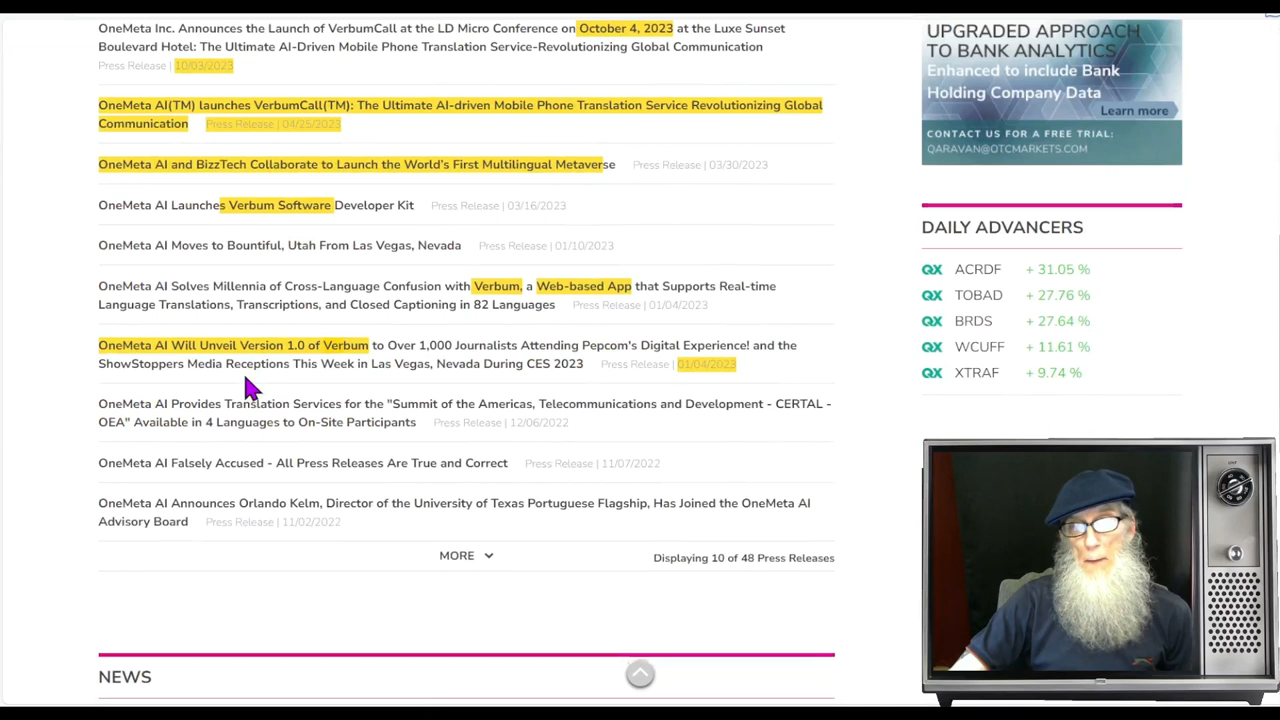 OneMeta Inc. Announces the Launch of VerbumCall at the LD Micro Conference on October 4, 2023 at the Luxe Sunset
Boulevard Hotel: The Ultimate AI-Driven Mobile Phone Translation Service-Revolutionizing Global Communication
Press Release | 10/03/2023
OneMeta AI(TM) launches VerbumCall(TM): The Ultimate AI-driven Mobile Phone Translation Service Revolutionizing Global
Communication Press Release | 04/25/2023
OneMeta AI and BizzTech Collaborate to Launch the World's First Multilingual Metaverse Press Release | 03/30/2023
OneMeta AI Launches Verbum Software Developer Kit Press Release | 03/16/2023
OneMeta AI Moves to Bountiful, Utah From Las Vegas, Nevada Press Release | 01/10/2023
OneMeta AI Solves Millennia of Cross-Language Confusion with Verbum, a Web-based App that Supports Real-time
Language Translations, Transcriptions, and Closed Captioning in 82 Languages Press Release | 01/04/2023
OneMeta AI Will Unveil Version 1.0 of Verbum to Over 1,000 Journalists Attending Pepcom's Digital Experience! and the
ShowStoppers Media Receptions This Week in Las Vegas, Nevada During CES 2023 Press Release | 01/04/2023
OneMeta AI Provides Translation Services for the "Summit of the Americas, Telecommunications and Development - CERTAL -
OEA" Available in 4 Languages to On-Site Participants Press Release | 12/06/2022
OneMeta AI Falsely Accused - All Press Releases Are True and Correct Press Release | 11/07/2022
OneMeta AI Announces Orlando Kelm, Director of the University of Texas Portuguese Flagship, Has Joined the OneMeta AI
Advisory Board Press Release | 11/02/2022
MORE Displaying 10 of 48 Press Releases
NEWS
UPGRADED APPROACH
TO BANK ANALYTICS
Enhanced to include Bank
Holding Company Data
Learn more
CONTACT US FOR A FREE TRIAL:
QARAVAN@OTCMARKETS.COM
DAILY ADVANCERS
QX ACRDF + 31.05 %
QX TOBAD + 27.76 %
QX BRDS + 27.64 %
QX WCUFF + 11.61 %
QX XTRAF + 9.74 %